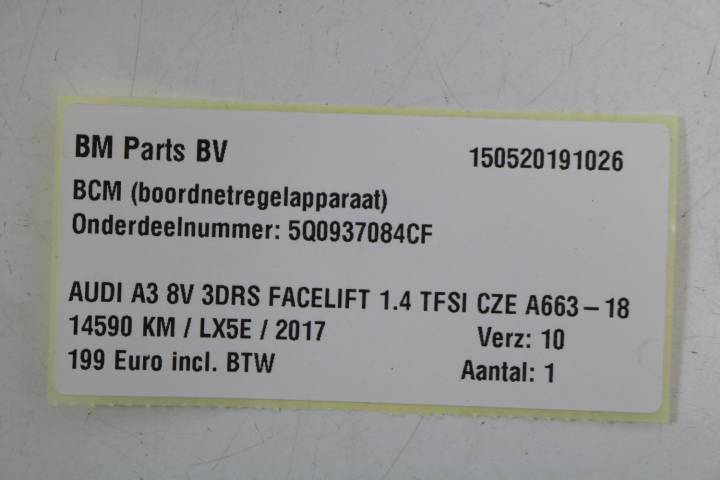 BM Parts BV 150520191026
BCM (boordnetregelapparaat)
Onderdeelnummer: 5Q0937084CF
AUDI A3 8V 3DRS FACELIFT 1.4 TFSI CZE A663-18
14590 KM / LX5E / 2017 Verz: 10
199 Euro incl. BTW Aantal: 1